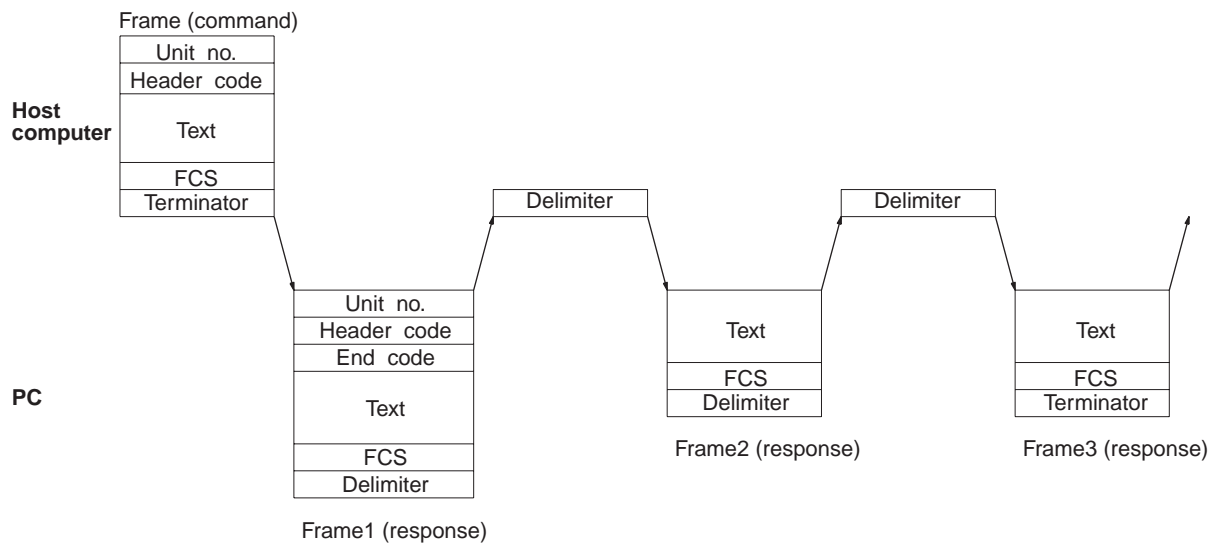 Frame (command)
Unit no.
Header code
Host
computer
Text
FCS
Terminator
Delimiter
Delimiter
PC
Unit no.
Header code
End code
Text
FCS
Delimiter
Frame1 (response)
Text
FCS
Delimiter
Frame2 (response)
Text
FCS
Terminator
Frame3 (response)